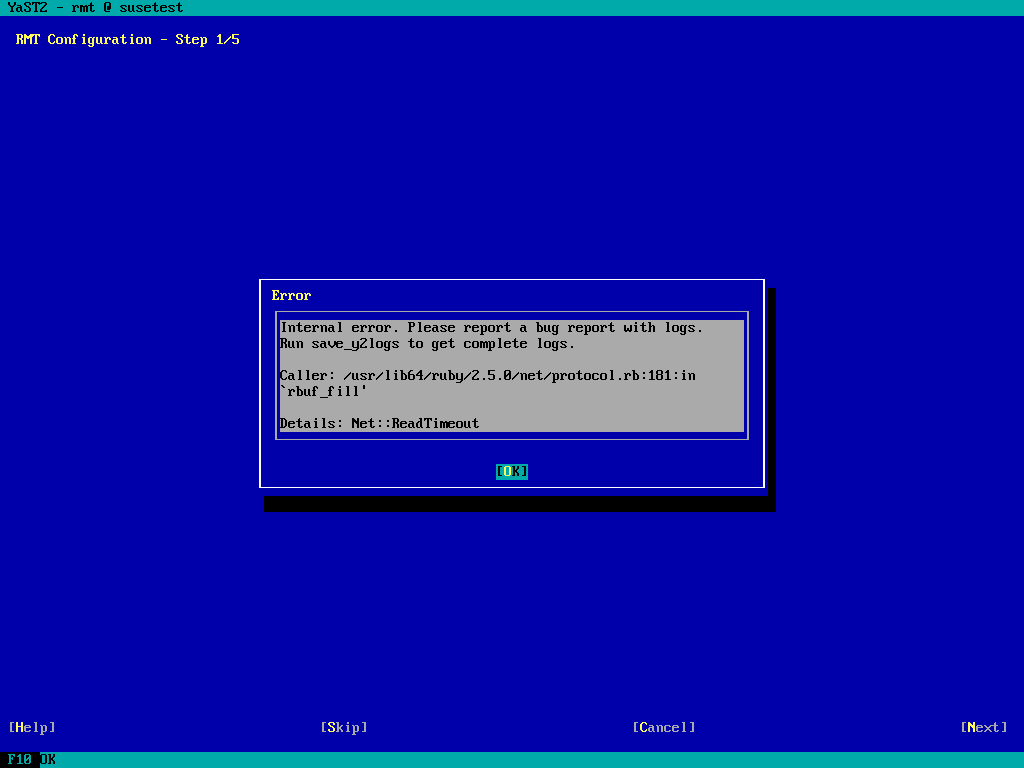 YaST2 - rmt @ susetest
RMT Configuration - Step 1/5
Error
Internal error. Please report a bug report with logs.
Run save_y2logs to get complete logs.
Caller: /usr/lib64/ruby/2.5.0/net/protocol.rb:181:in
`rbuf_fill'
Details: Net::ReadTimeout
[OK]
[Help] [Skip] [Cancel] [Next]
F10 OK